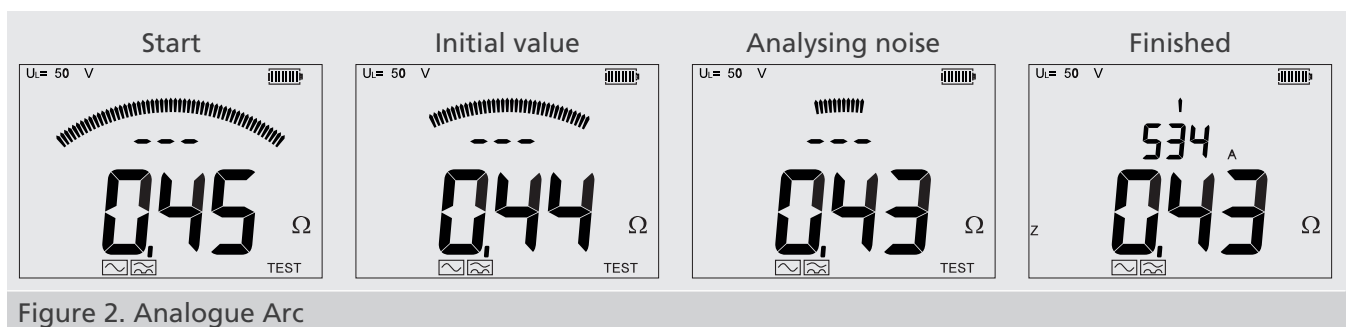 Start
UL= 50 V
- - -
0.45 Ω
TEST
Initial value
UL= 50 V
- - -
0.44 Ω
TEST
Analysing noise
UL= 50 V
- - -
0.43 Ω
TEST
Finished
UL= 50 V
534 A
Z 0.43 Ω
Figure 2. Analogue Arc